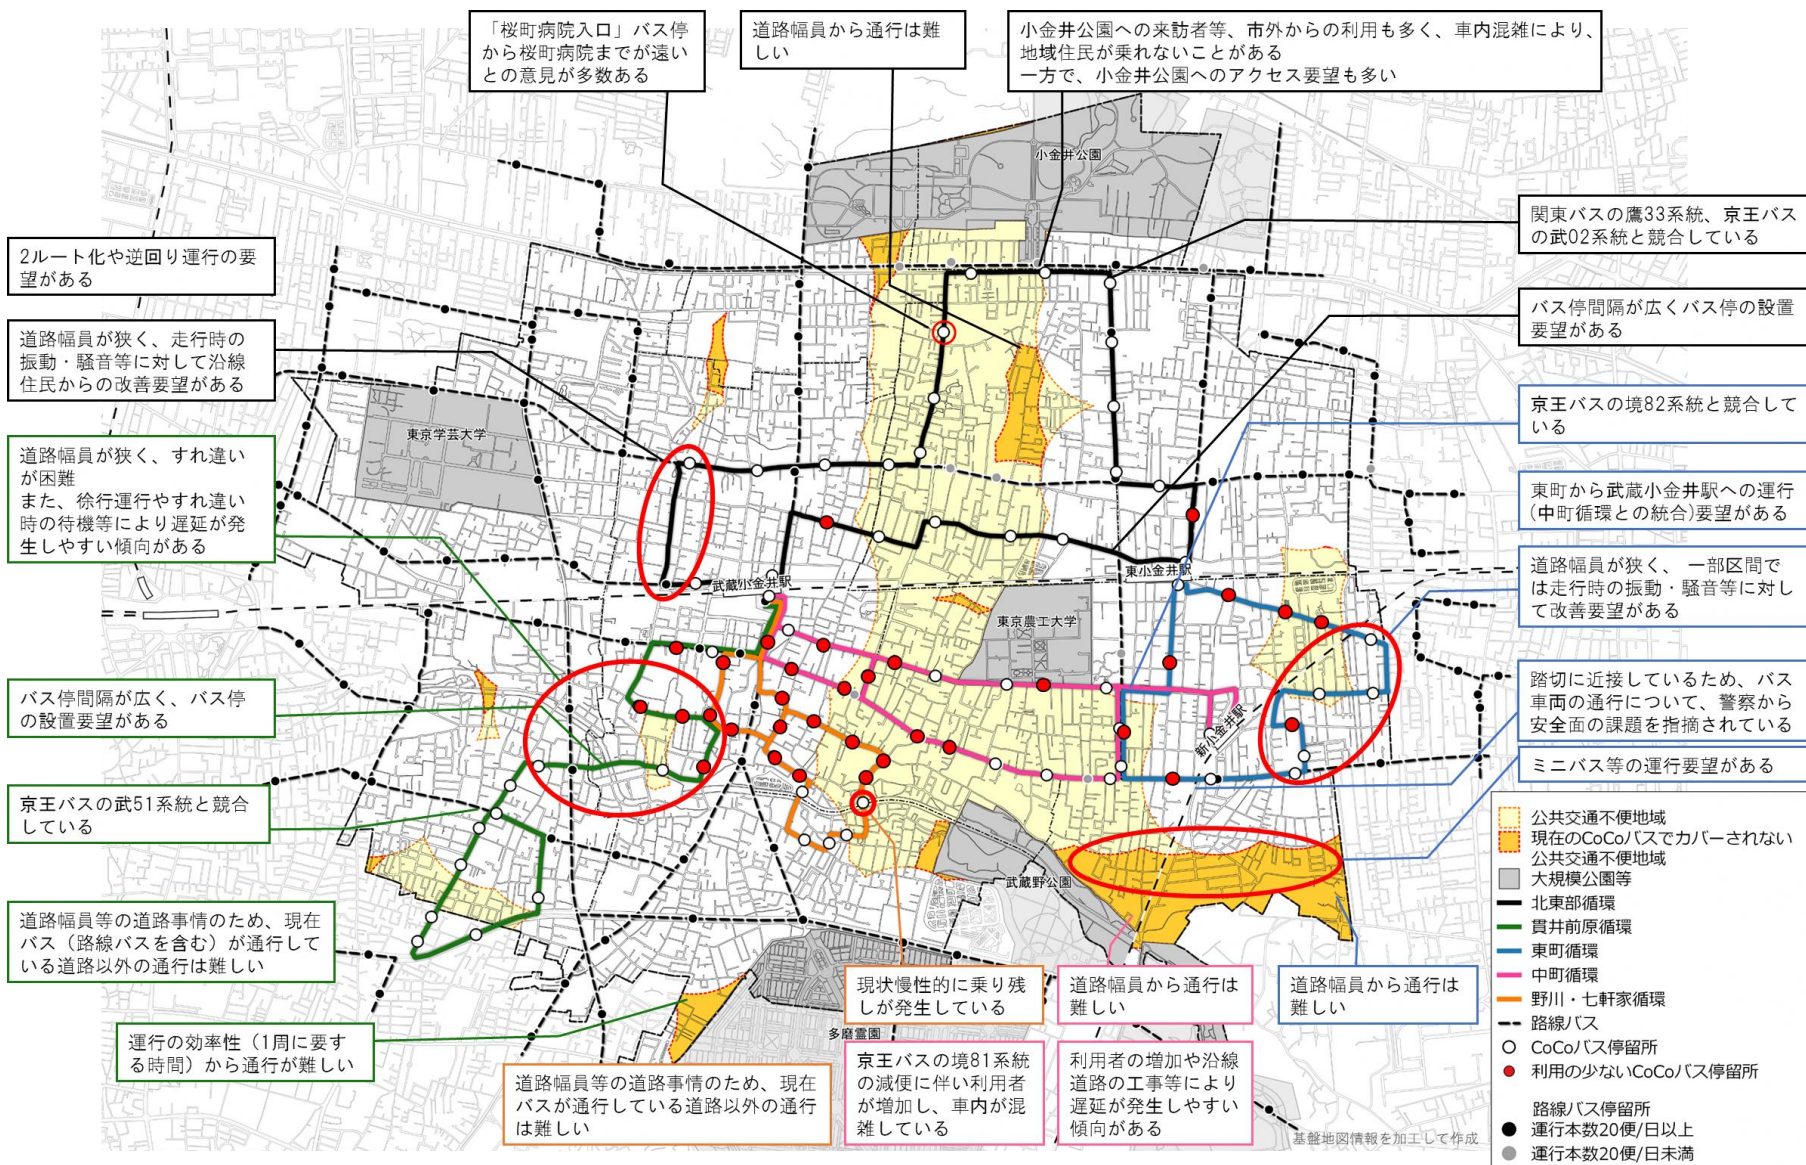 「桜町病院入口」バス停
から桜町病院までが遠い
との意見が多数ある
道路幅員から通行は難
しい
小金井公園への来訪者等、市外からの利用も多く、車内混雑により、
地域住民が乗れないことがある
一方で、小金井公園へのアクセス要望も多い
小金井公園
関東バスの鷹33系統、京王バス
の武02系統と競合している
2ルート化や逆回り運行の要
望がある
バス停間隔が広くバス停の設置
要望がある
道路幅員が狭く、走行時の
振動・騒音等に対して沿線
住民からの改善要望がある
京王バスの境82系統と競合して
いる
東京学芸大学
道路幅員が狭く、すれ違い
が困難
また、徐行運行やすれ違い
時の待機等により遅延が発
生しやすい傾向がある
東町から武蔵小金井駅への運行
(中町循環との統合)要望がある
武蔵小金井駅
東小金井駅
道路幅員が狭く、一部区間で
は走行時の振動・騒音等に対し
て改善要望がある
東京農工大学
バス停間隔が広く、バス停
の設置要望がある
新小金井駅
踏切に近接しているため、バス
車両の通行について、警察から
安全面の課題を指摘されている
ミニバス等の運行要望がある
京王バスの武51系統と競合
している
武蔵野公園
公共交通不便地域
現在のCoCoバスでカバーされない
公共交通不便地域
大規模公園等
北東部循環
貫井前原循環
東町循環
中町循環
野川・七軒家循環
路線バス
CoCoバス停留所
利用の少ないCoCoバス停留所
路線バス停留所
運行本数20便/日以上
運行本数20便/日未満
道路幅員等の道路事情のため、現在
バス（路線バスを含む）が通行して
いる道路以外の通行は難しい
現状慢性的に乗り残
しが発生している
道路幅員から通行は
難しい
道路幅員から通行は
難しい
多磨霊園
運行の効率性（1周に要す
る時間）から通行が難しい
道路幅員等の道路事情のため、現在
バスが通行している道路以外の通行
は難しい
京王バスの境81系統
の減便に伴い利用者
が増加し、車内が混
雑している
利用者の増加や沿線
道路の工事等により
遅延が発生しやすい
傾向がある
基盤地図情報を加工して作成